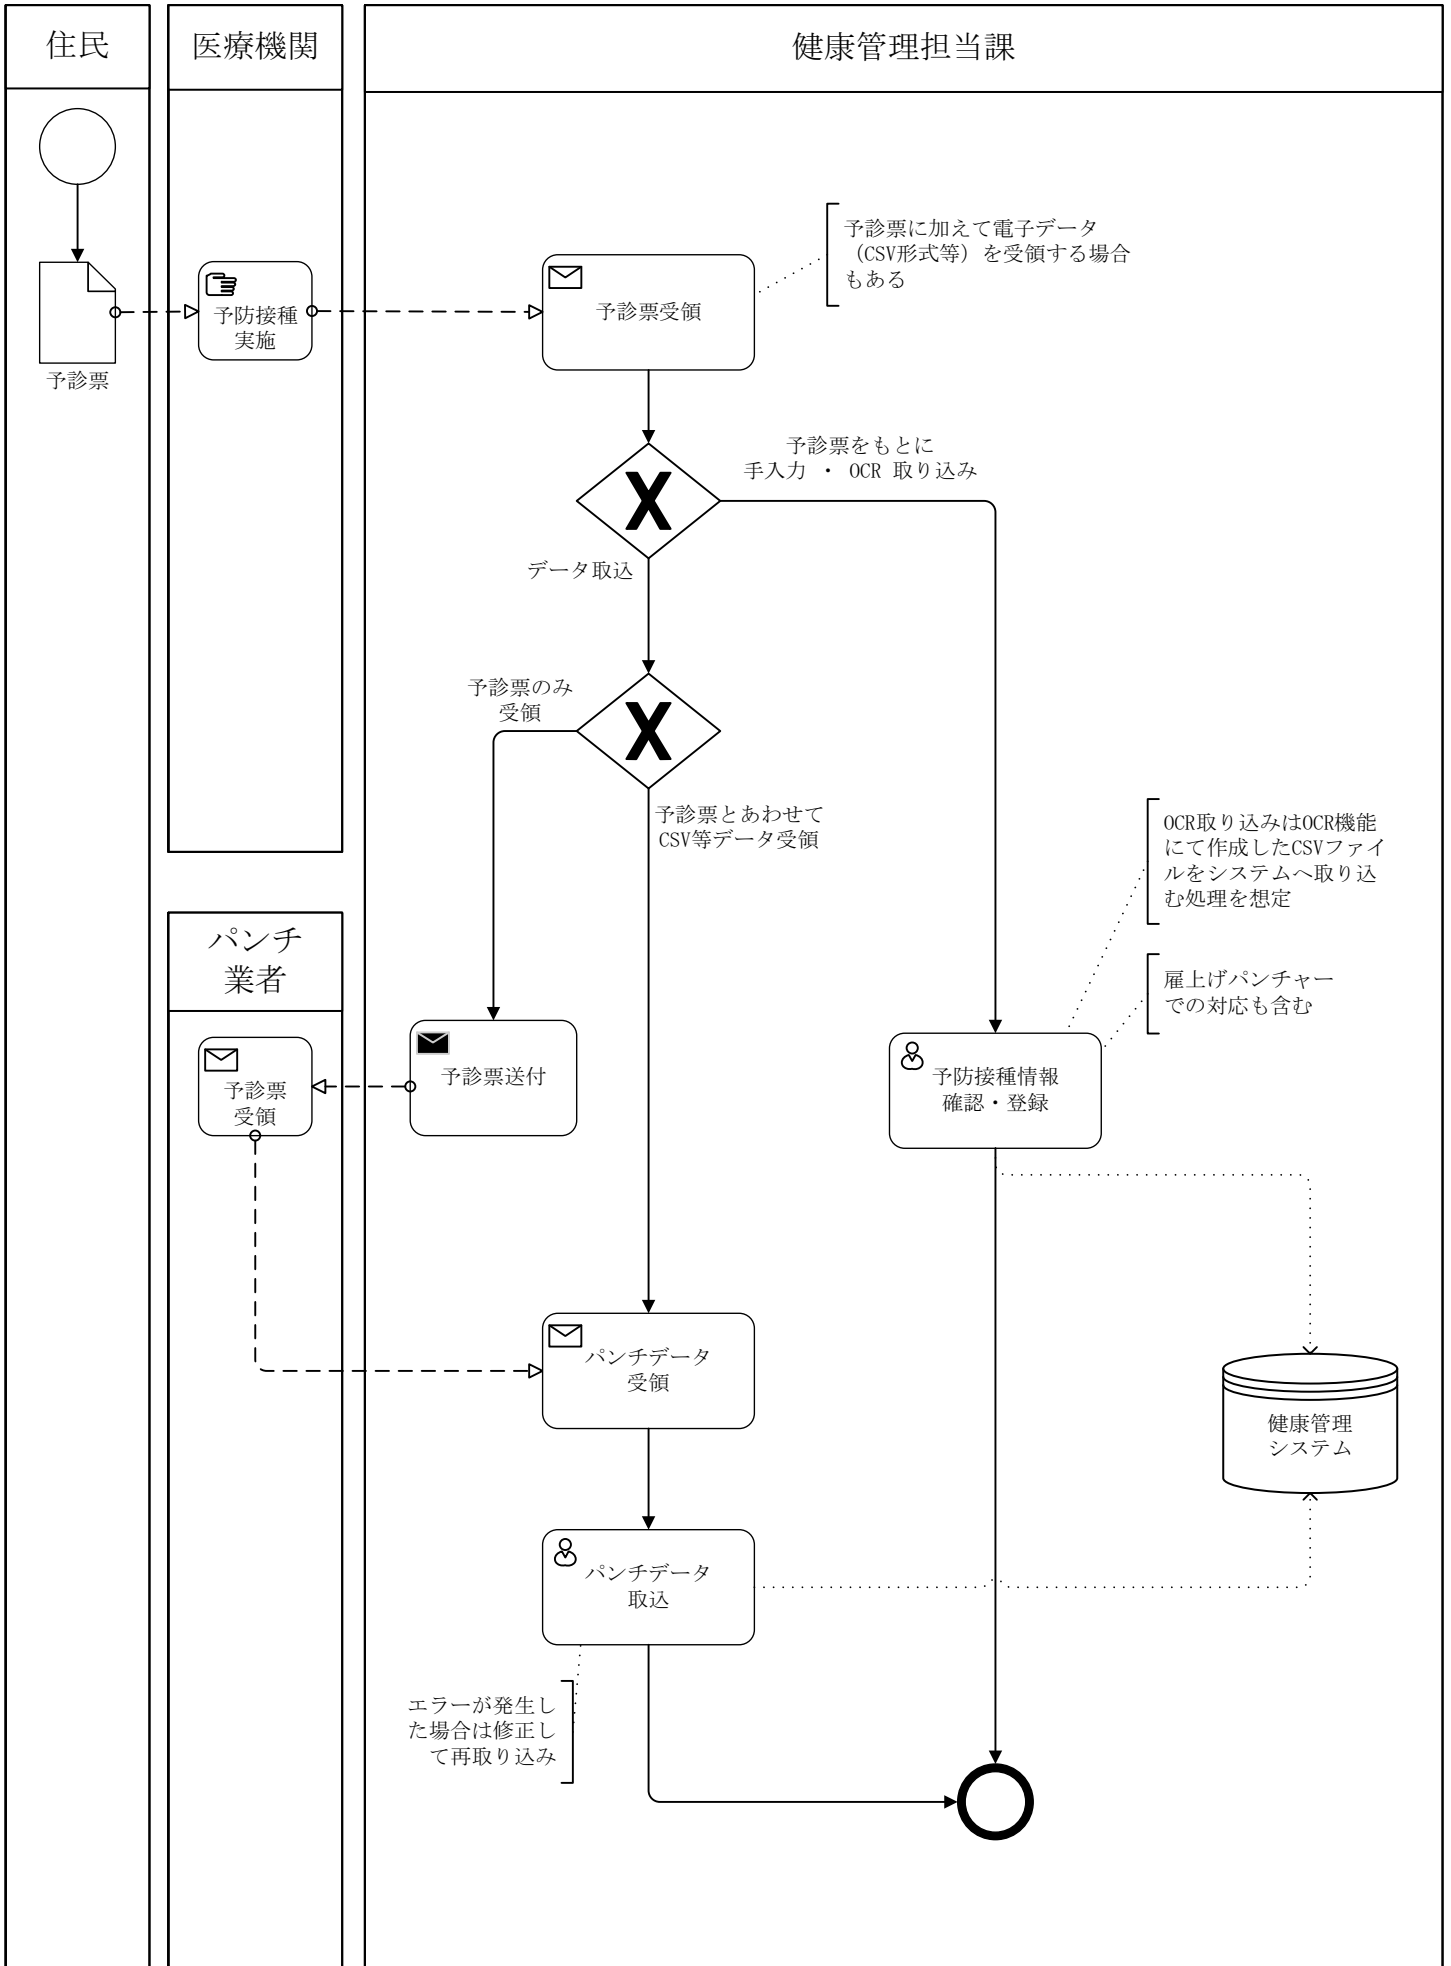 住民
医療機関
健康管理担当課
予診票に加えて電子データ
（CSV形式等）を受領する場合
もある
予防接種
実施
予診票受領
予診票
予診票をもとに
手入力 ・ OCR 取り込み
データ取込
予診票のみ
受領
予診票とあわせて
CSV等データ受領
OCR取り込みはOCR機能
にて作成したCSVファイ
ルをシステムへ取り込
む処理を想定
パンチ
業者
雇上げパンチャー
での対応も含む
予診票
受領
予診票送付
予防接種情報
確認・登録
パンチデータ
受領
健康管理
システム
パンチデータ
取込
エラーが発生し
た場合は修正し
て再取り込み